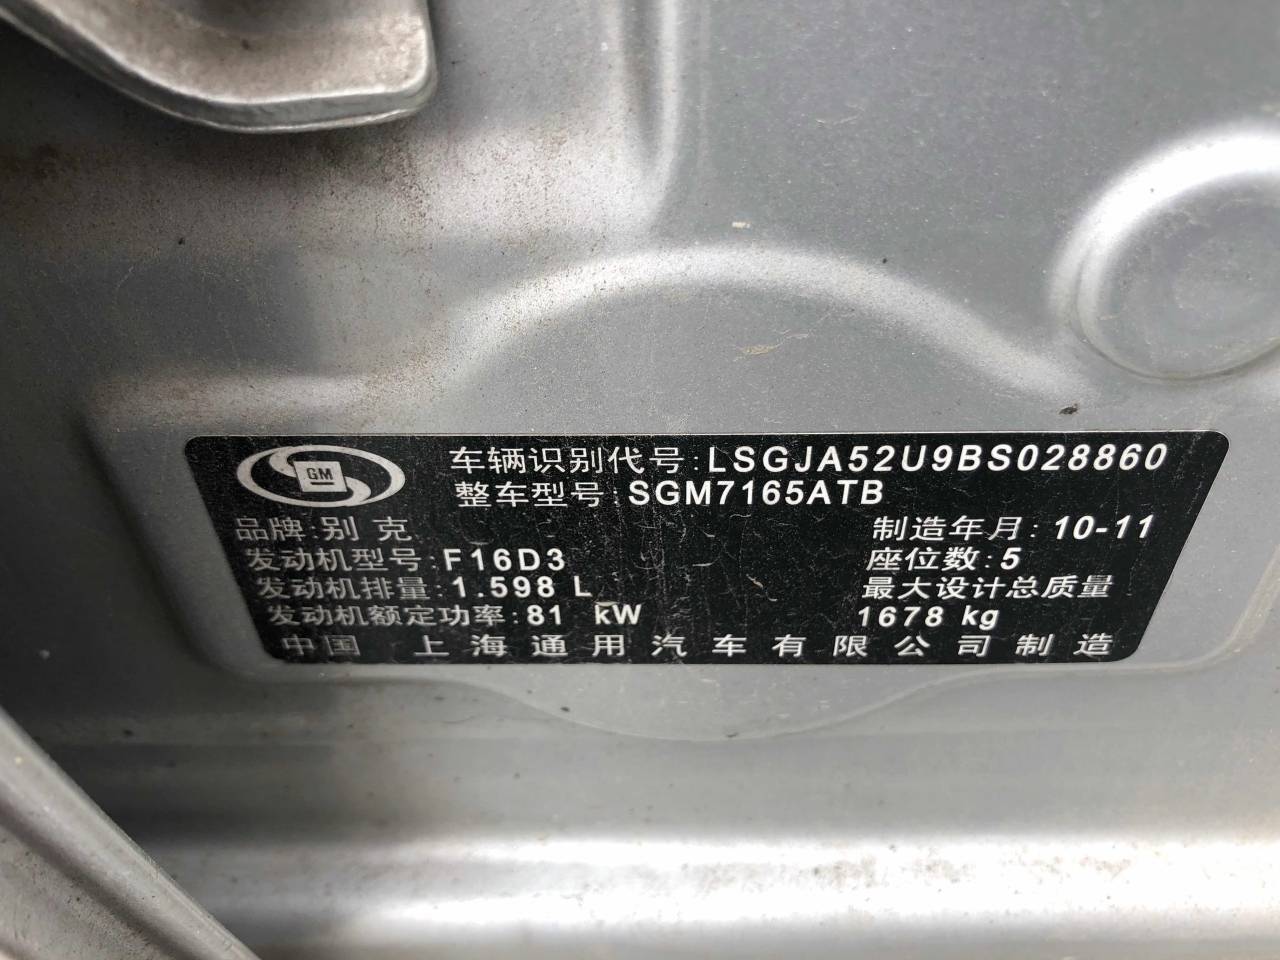 GM
车辆识别代号:LSGJA52U9BS028860
整车型号:SGM7165ATB
品牌:别 克
制造年月:10-11
发动机型号:F16D3
座位数:5
发动机排量:1.598 L
最大设计总质量
发动机额定功率:81 kW
1678 kg
中国 上海通用汽车有限公司制造